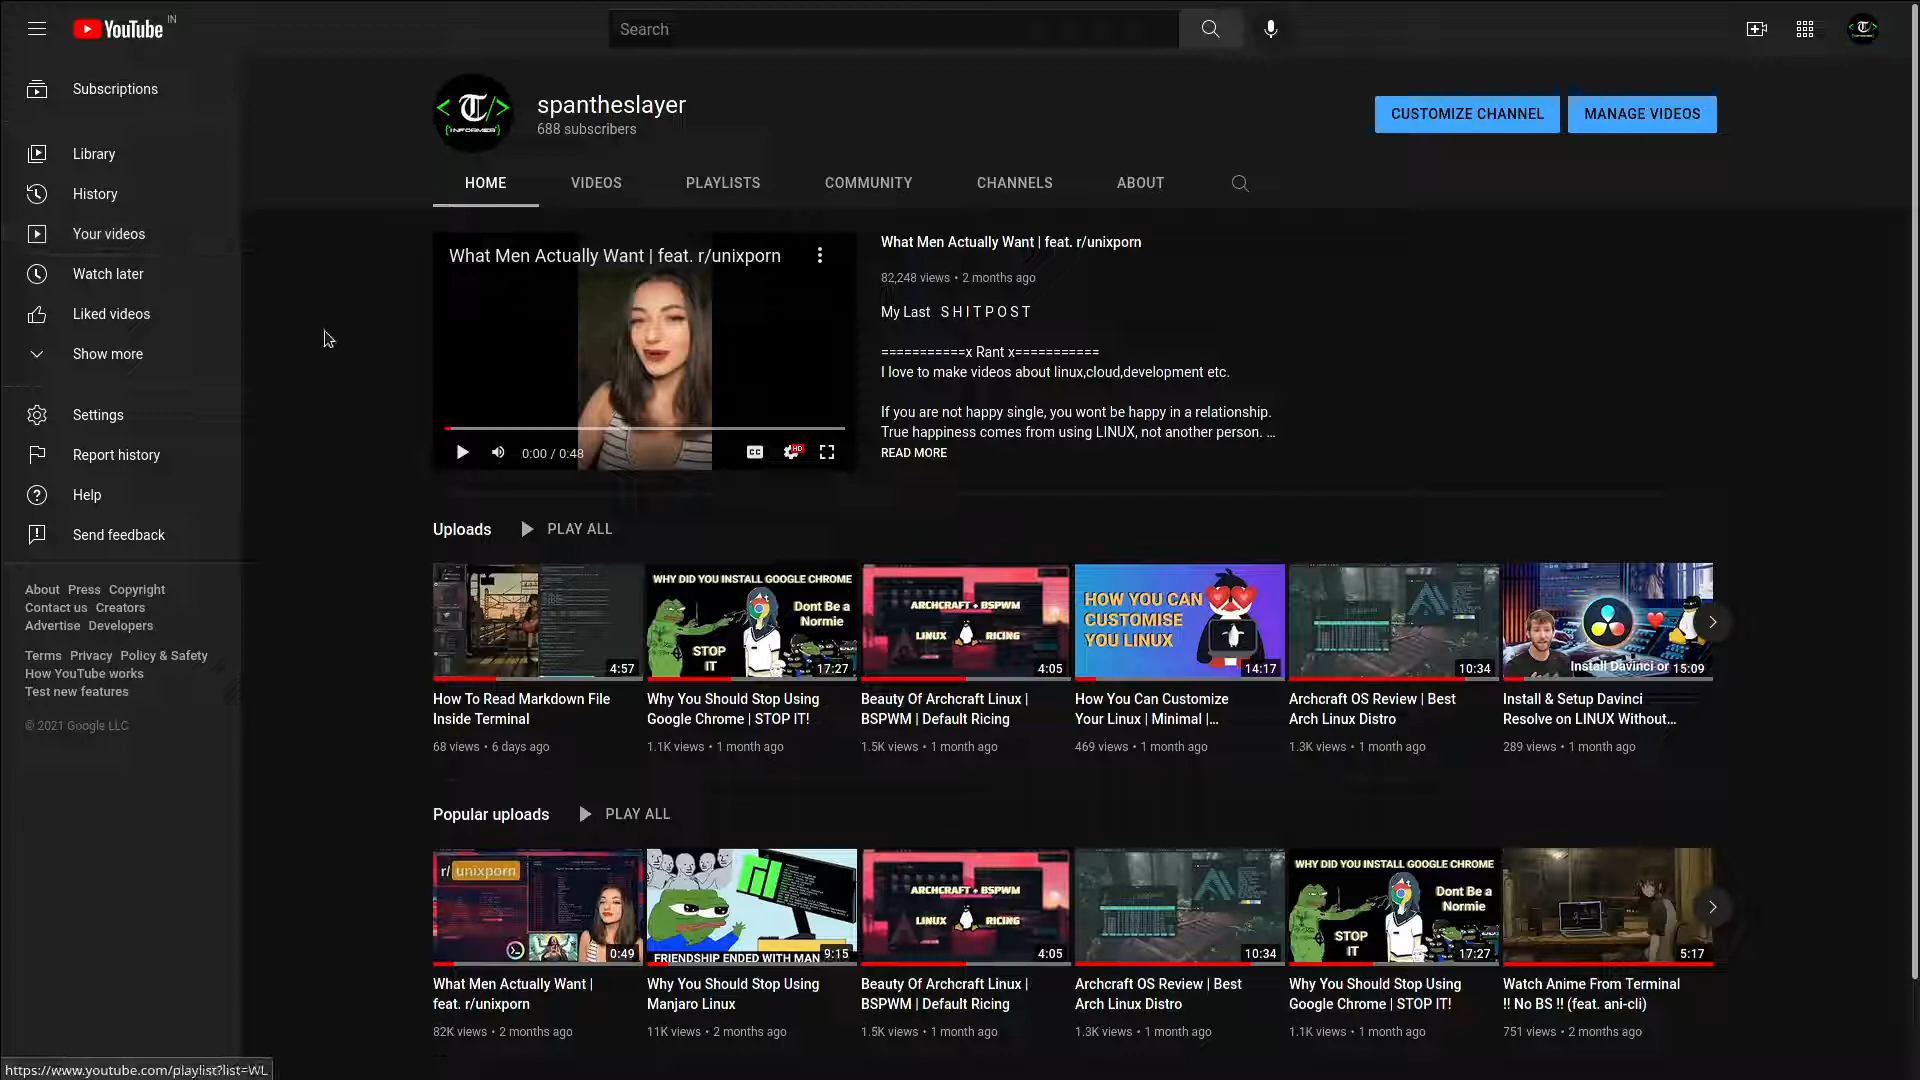 YouTube IN
Search
Subscriptions
Library
History
Your videos
Watch later
Liked videos
Show more
Settings
Report history
Help
Send feedback
About Press Copyright
Contact us Creators
Advertise Developers
Terms Privacy Policy & Safety
How YouTube works
Test new features
© 2021 Google LLC
spantheslayer
688 subscribers
CUSTOMIZE CHANNEL
MANAGE VIDEOS
HOME VIDEOS PLAYLISTS COMMUNITY CHANNELS ABOUT
What Men Actually Want | feat. r/unixporn
0:00 / 0:48
CC
HD
What Men Actually Want | feat. r/unixporn
82,248 views • 2 months ago
My Last S H I T P O S T
===========x Rant x===========
I love to make videos about linux,cloud,development etc.
If you are not happy single, you wont be happy in a relationship.
True happiness comes from using LINUX, not another person. ...
READ MORE
Uploads PLAY ALL
4:57
How To Read Markdown File
Inside Terminal
68 views • 6 days ago
WHY DID YOU INSTALL GOOGLE CHROME
Dont Be a
Normie
STOP
IT
17:27
Why You Should Stop Using
Google Chrome | STOP IT!
1.1K views • 1 month ago
ARCHCRAFT + BSPWM
LINUX RICING
4:05
Beauty Of Archcraft Linux |
BSPWM | Default Ricing
1.5K views • 1 month ago
HOW YOU CAN
CUSTOMISE
YOU LINUX
14:17
How You Can Customize
Your Linux | Minimal |...
469 views • 1 month ago
10:34
Archcraft OS Review | Best
Arch Linux Distro
1.3K views • 1 month ago
Install Davinci or
15:09
Install & Setup Davinci
Resolve on LINUX Without...
289 views • 1 month ago
Popular uploads PLAY ALL
r/ unixporn
0:49
What Men Actually Want |
feat. r/unixporn
82K views • 2 months ago
FRIENDSHIP ENDED WITH MAN
9:15
Why You Should Stop Using
Manjaro Linux
11K views • 2 months ago
ARCHCRAFT + BSPWM
LINUX RICING
4:05
Beauty Of Archcraft Linux |
BSPWM | Default Ricing
1.5K views • 1 month ago
10:34
Archcraft OS Review | Best
Arch Linux Distro
1.3K views • 1 month ago
WHY DID YOU INSTALL GOOGLE CHROME
Dont Be a
Normie
STOP
IT
17:27
Why You Should Stop Using
Google Chrome | STOP IT!
1.1K views • 1 month ago
5:17
Watch Anime From Terminal
!! No BS !! (feat. ani-cli)
751 views • 2 months ago
https://www.youtube.com/playlist?list=WL